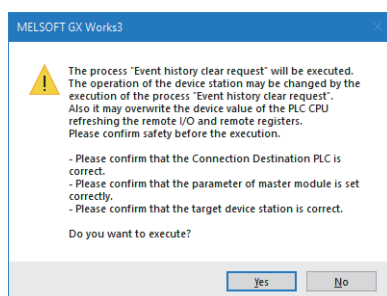 MELSOFT GX Works3
The process "Event history clear request" will be executed.
The operation of the device station may be changed by the
execution of the process "Event history clear request".
Also it may overwrite the device value of the PLC CPU
refreshing the remote I/O and remote registers.
Please confirm safety before the execution.
- Please confirm that the Connection Destination PLC is
correct.
- Please confirm that the parameter of master module is set
correctly.
- Please confirm that the target device station is correct.
Do you want to execute?
Yes No